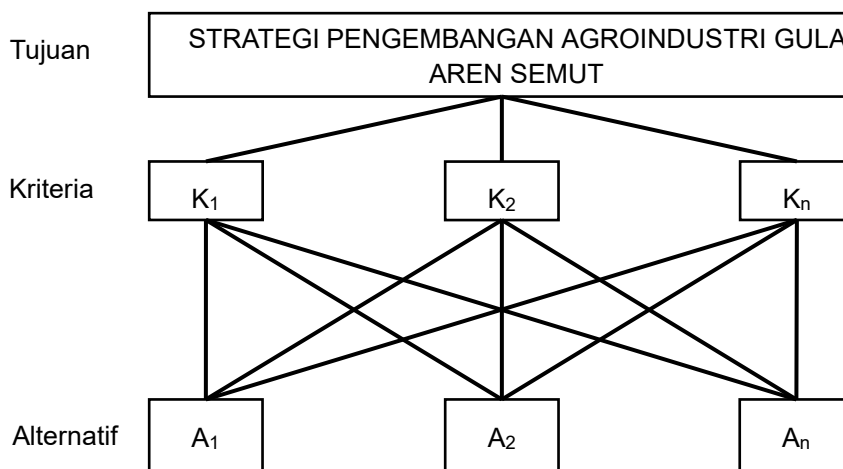 Tujuan
STRATEGI PENGEMBANGAN AGROINDUSTRI GULA
AREN SEMUT
Kriteria
K₁ K₂ Kₙ
Alternatif
A₁ A₂ Aₙ